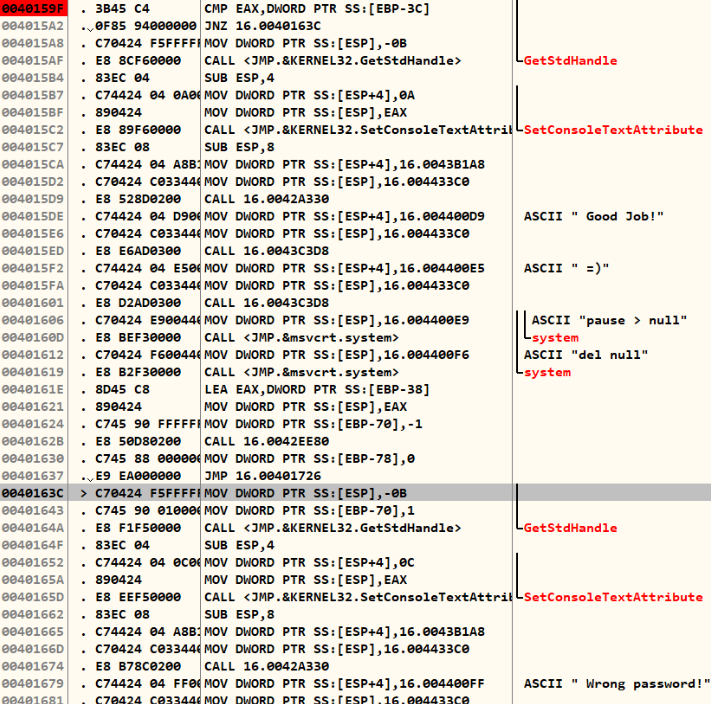 0040159F . 3B45 C4 CMP EAX,DWORD PTR SS:[EBP-3C]
004015A2 . 0F85 94000000 JNZ 16.0040163C
004015A8 . C70424 F5FFFFF MOV DWORD PTR SS:[ESP],-0B
004015AF . E8 8CF60000 CALL <JMP.&KERNEL32.GetStdHandle> GetStdHandle
004015B4 . 83EC 04 SUB ESP,4
004015B7 . C74424 04 0A00 MOV DWORD PTR SS:[ESP+4],0A
004015BF . 890424 MOV DWORD PTR SS:[ESP],EAX
004015C2 . E8 89F60000 CALL <JMP.&KERNEL32.SetConsoleTextAttrib SetConsoleTextAttribute
004015C7 . 83EC 08 SUB ESP,8
004015CA . C74424 04 A8B1 MOV DWORD PTR SS:[ESP+4],16.0043B1A8
004015D2 . C70424 C033440 MOV DWORD PTR SS:[ESP],16.004433C0
004015D9 . E8 528D0200 CALL 16.0042A330
004015DE . C74424 04 D900 MOV DWORD PTR SS:[ESP+4],16.004400D9 ASCII " Good Job!"
004015E6 . C70424 C033440 MOV DWORD PTR SS:[ESP],16.004433C0
004015ED . E8 E6AD0300 CALL 16.0043C3D8
004015F2 . C74424 04 E500 MOV DWORD PTR SS:[ESP+4],16.004400E5 ASCII " =)"
004015FA . C70424 C033440 MOV DWORD PTR SS:[ESP],16.004433C0
00401601 . E8 D2AD0300 CALL 16.0043C3D8
00401606 . C70424 E900440 MOV DWORD PTR SS:[ESP],16.004400E9 ASCII "pause > null"
0040160D . E8 BEF30000 CALL <JMP.&msvcrt.system> system
00401612 . C70424 F600440 MOV DWORD PTR SS:[ESP],16.004400F6 ASCII "del null"
00401619 . E8 B2F30000 CALL <JMP.&msvcrt.system> system
0040161E . 8D45 C8 LEA EAX,DWORD PTR SS:[EBP-38]
00401621 . 890424 MOV DWORD PTR SS:[ESP],EAX
00401624 . C745 90 FFFFFF MOV DWORD PTR SS:[EBP-70],-1
0040162B . E8 50D80200 CALL 16.0042EE80
00401630 . C745 88 000000 MOV DWORD PTR SS:[EBP-78],0
00401637 . E9 EA000000 JMP 16.00401726
0040163C > C70424 F5FFFFF MOV DWORD PTR SS:[ESP],-0B
00401643 . C745 90 010000 MOV DWORD PTR SS:[EBP-70],1
0040164A . E8 F1F50000 CALL <JMP.&KERNEL32.GetStdHandle> GetStdHandle
0040164F . 83EC 04 SUB ESP,4
00401652 . C74424 04 0C00 MOV DWORD PTR SS:[ESP+4],0C
0040165A . 890424 MOV DWORD PTR SS:[ESP],EAX
0040165D . E8 EEF50000 CALL <JMP.&KERNEL32.SetConsoleTextAttrib SetConsoleTextAttribute
00401662 . 83EC 08 SUB ESP,8
00401665 . C74424 04 A8B1 MOV DWORD PTR SS:[ESP+4],16.0043B1A8
0040166D . C70424 C033440 MOV DWORD PTR SS:[ESP],16.004433C0
00401674 . E8 B78C0200 CALL 16.0042A330
00401679 . C74424 04 FF00 MOV DWORD PTR SS:[ESP+4],16.004400FF ASCII " Wrong password!"
00401681 . C70424 C033440 MOV DWORD PTR SS:[ESP],16.004433C0